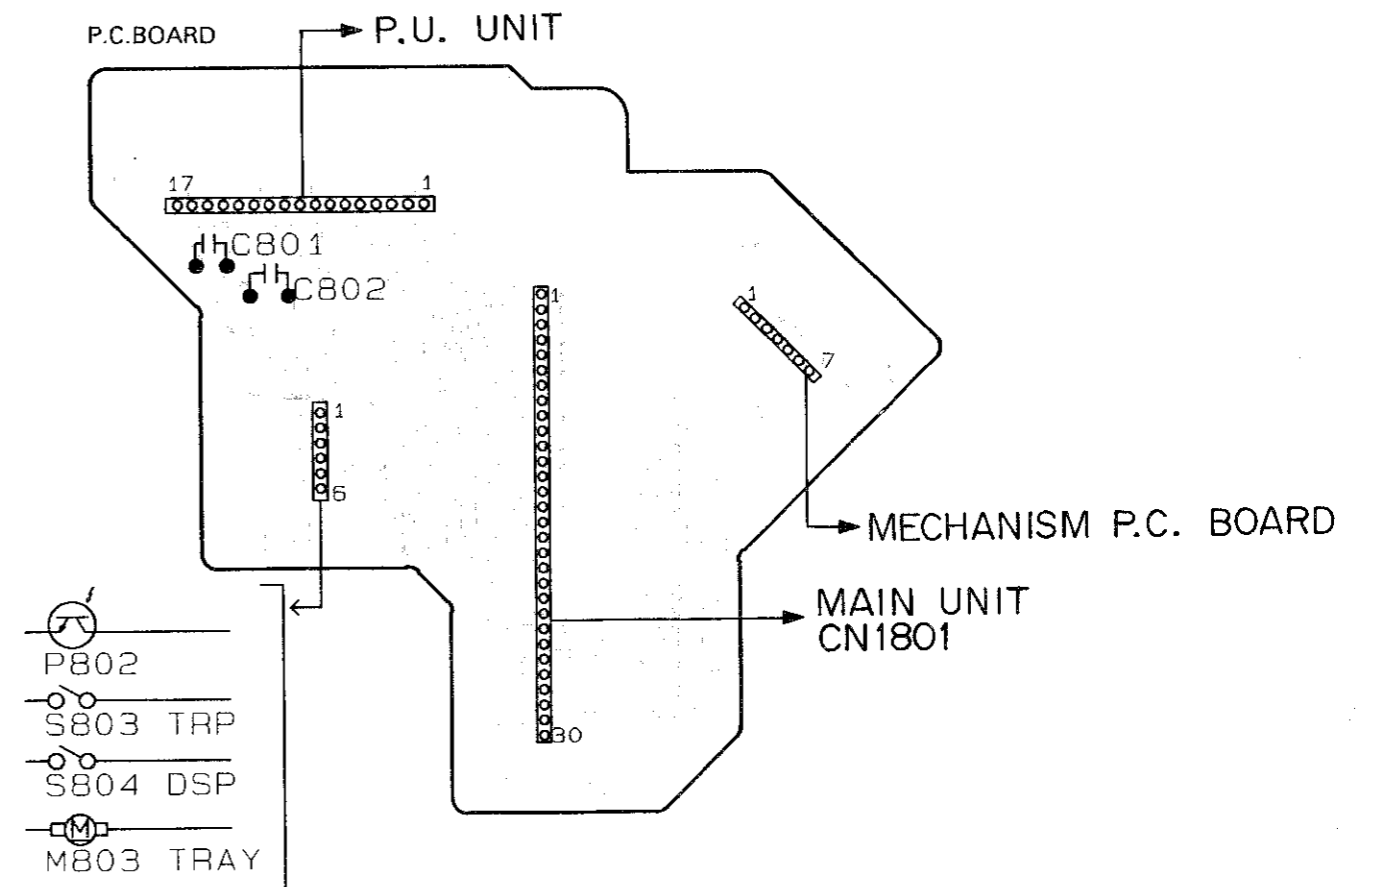 P.C.BOARD
P.U. UNIT
17
1
C801
C802
1
1
7
1
6
MECHANISM P.C. BOARD
MAIN UNIT
CN1801
30
P802
S803 TRP
S804 DSP
M
M803 TRAY